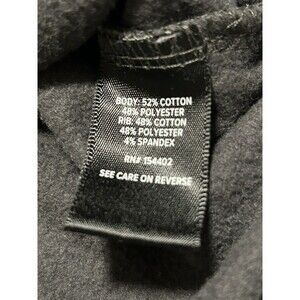 BODY: 52% COTTON
48% POLYESTER
RIB: 48% COTTON
48% POLYESTER
4% SPANDEX
RN# 154402
SEE CARE ON REVERSE